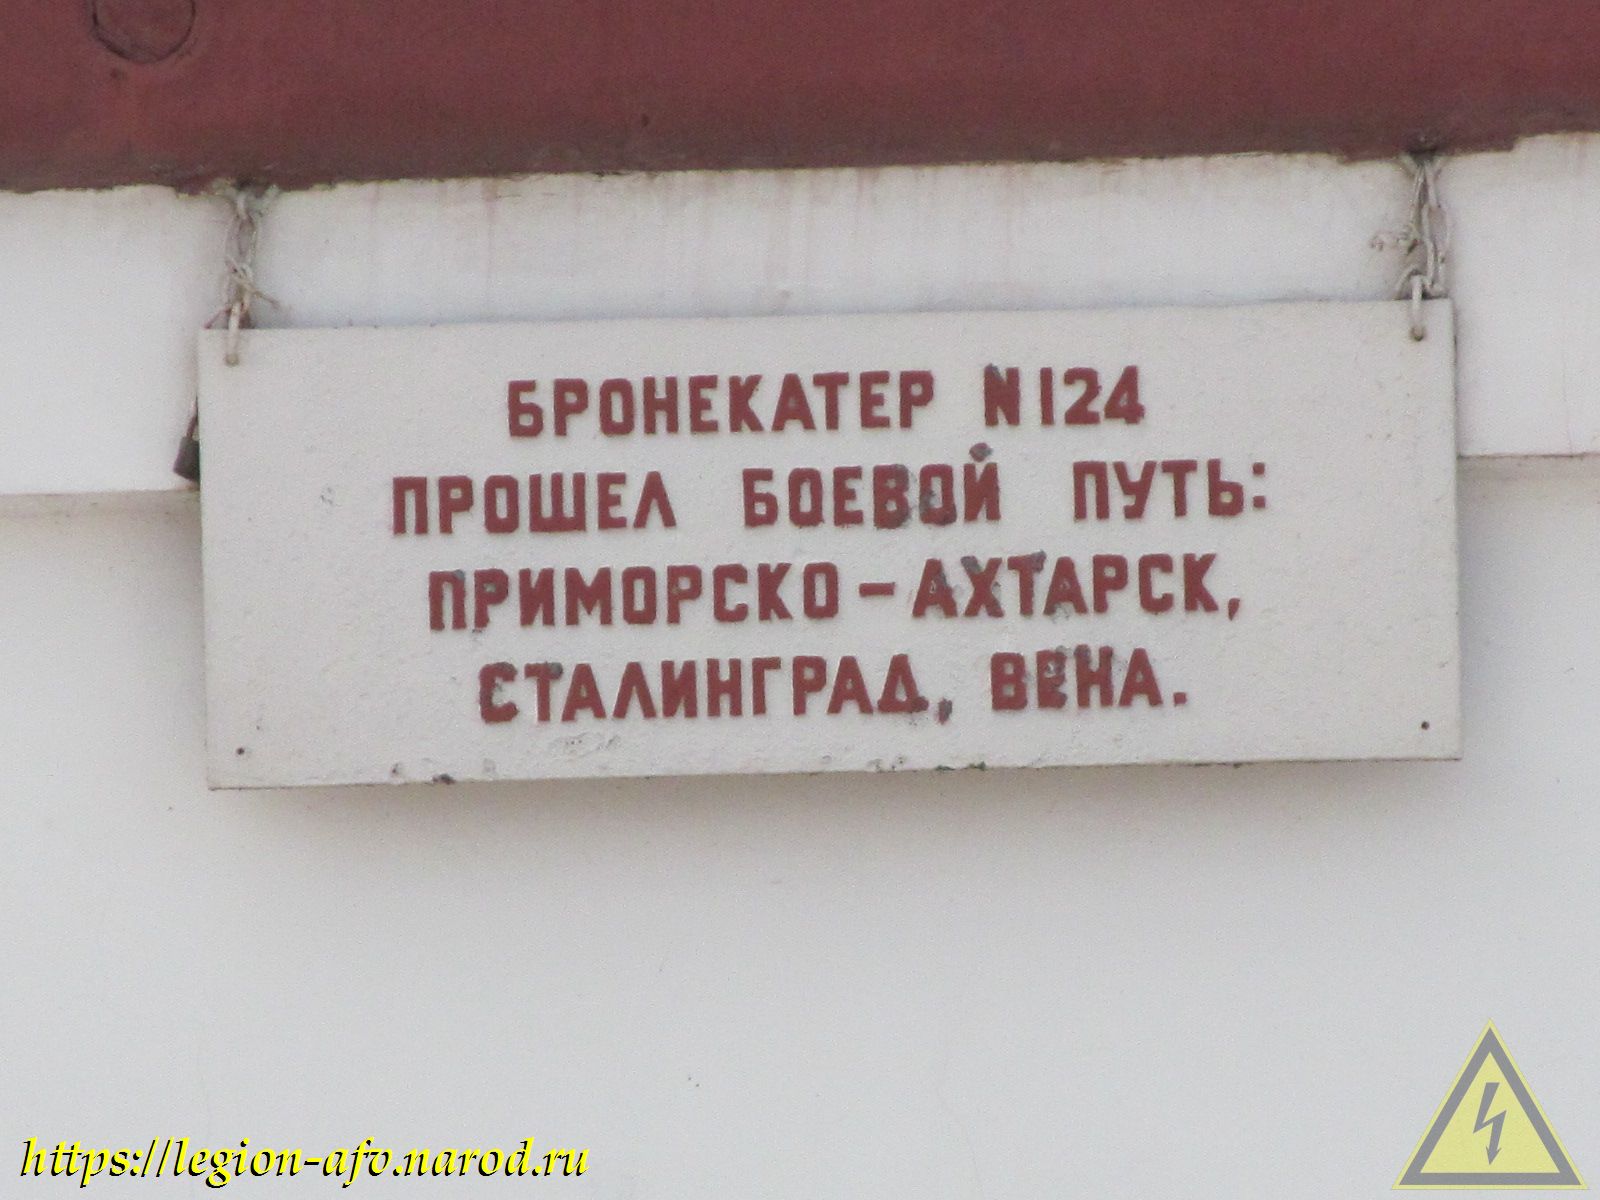 БРОНЕКАТЕР N124
ПРОШЕЛ БОЕВОЙ ПУТЬ:
ПРИМОРСКО-АХТАРСК,
СТАЛИНГРАД, ВЕНА.
https://legion-afv.narod.ru